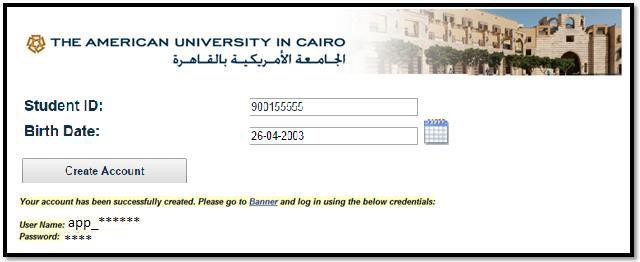 THE AMERICAN UNIVERSITY IN CAIRO
الجامعة الأمريكية بالقاهرة
Student ID: 900155555
Birth Date: 26-04-2003
Create Account
Your account has been successfully created. Please go to Banner and log in using the below credentials:
User Name: app_******
Password: ****